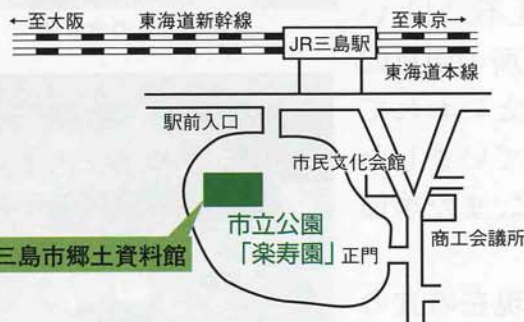 ←至大阪
東海道新幹線
至東京→
JR三島駅
東海道本線
駅前入口
市民文化会館
三島市郷土資料館
市立公園
「楽寿園」
正門
商工会議所